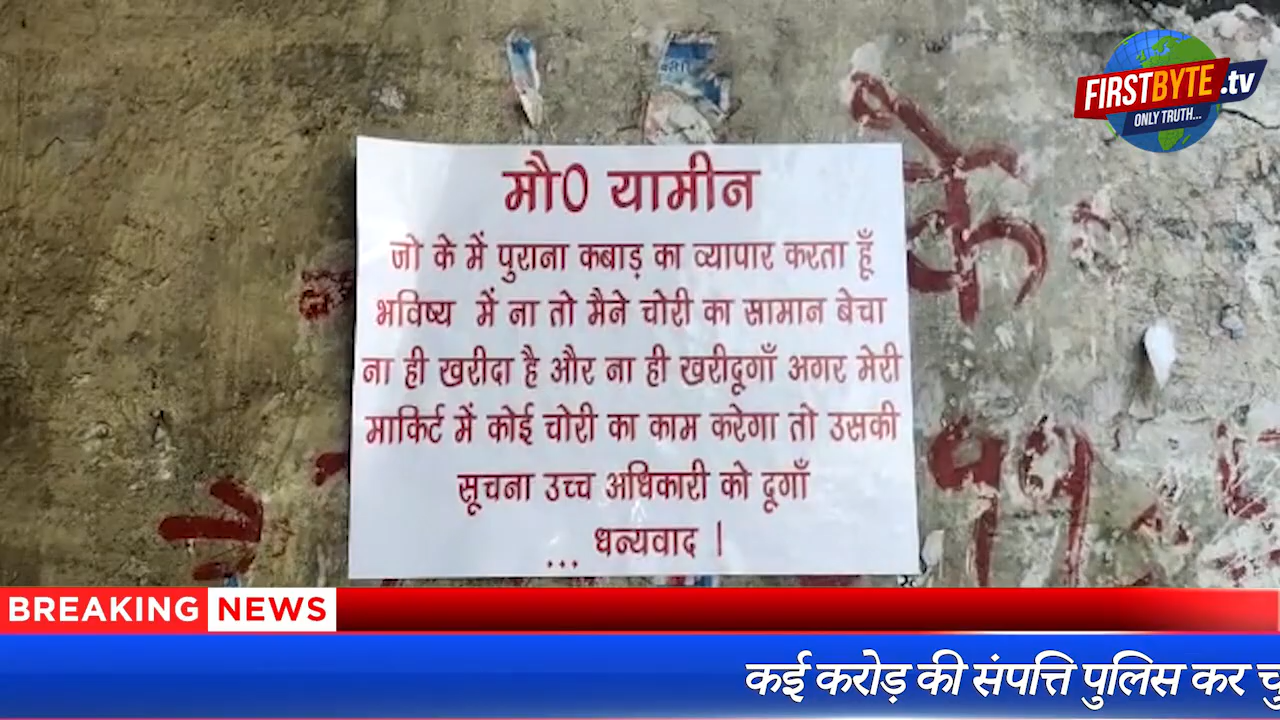 FIRSTBYTE.tv
ONLY TRUTH...
मौ0 यामीन
जो के में पुराना कबाड़ का व्यापार करता हूँ
भविष्य में ना तो मैने चोरी का सामान बेचा
ना ही खरीदा है और ना ही खरीदूगाँ अगर मेरी
मार्किट में कोई चोरी का काम करेगा तो उसकी
सूचना उच्च अधिकारी को दूगाँ
... धन्यवाद।
BREAKING NEWS
कई करोड़ की संपत्ति पुलिस कर